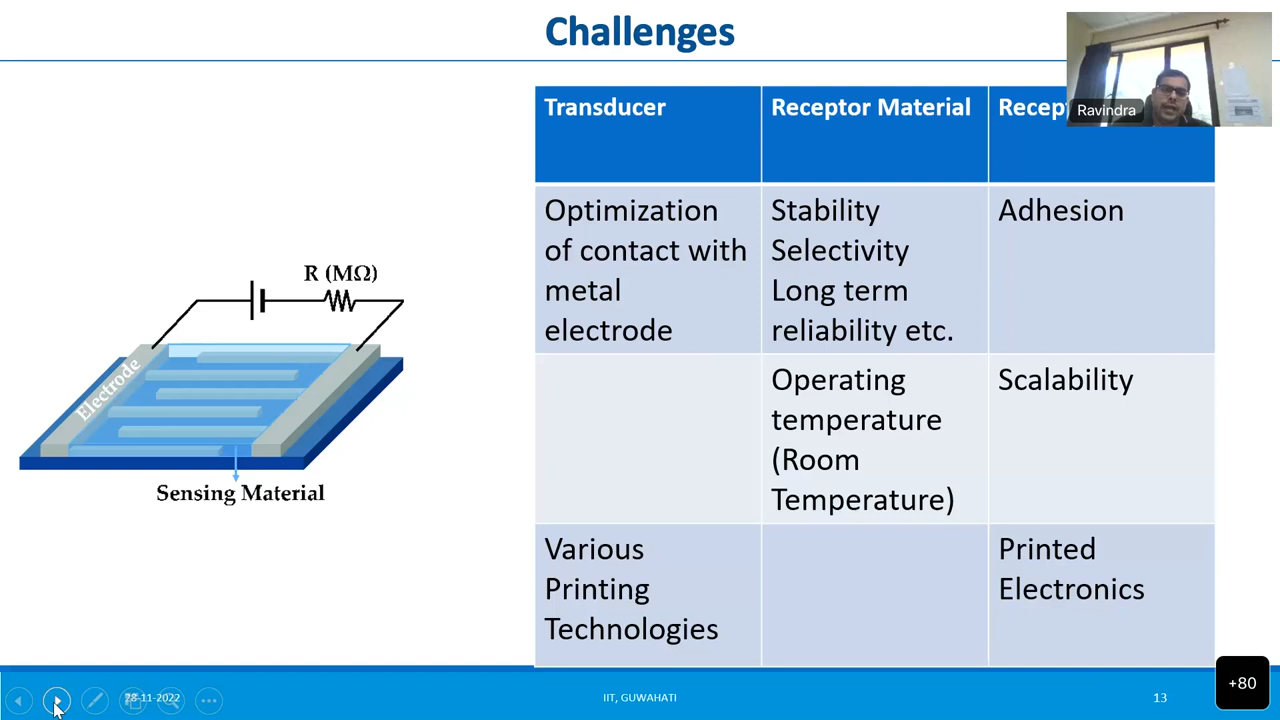 Challenges
Ravindra
Transducer
Receptor Material
Optimization
of contact with
metal
electrode
Stability
Selectivity
Long term
reliability etc.
Adhesion
Operating
temperature
(Room
Temperature)
Scalability
Various
Printing
Technologies
Printed
Electronics
R (MΩ)
Electrode
Sensing Material
28-11-2022
IIT, GUWAHATI
13
+80